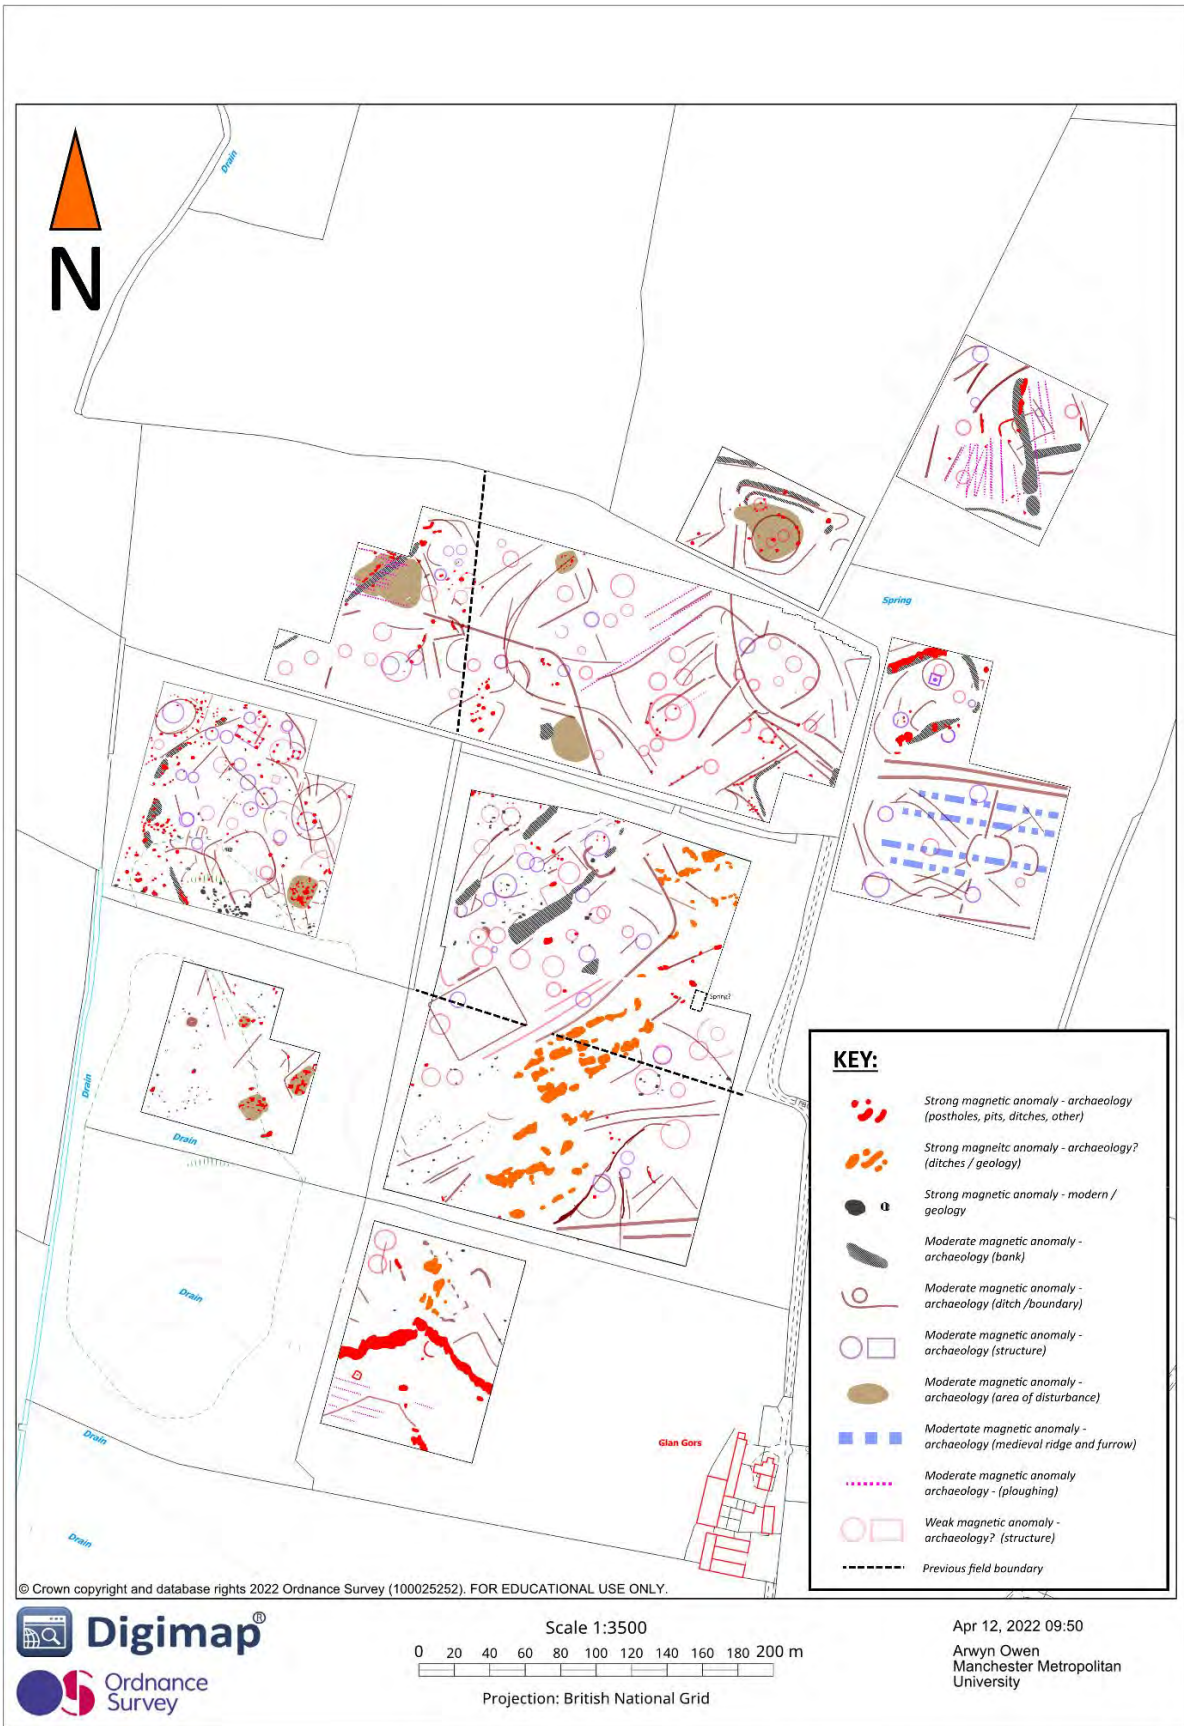 Drain
N
Spring
Spring?
Drain
Drain
Drain
Drain
Drain
Glan Gors
KEY:
Strong magnetic anomaly - archaeology
(postholes, pits, ditches, other)
Strong magneitc anomaly - archaeology?
(ditches / geology)
Strong magnetic anomaly - modern /
geology
Moderate magnetic anomaly -
archaeology (bank)
Moderate magnetic anomaly -
archaeology (ditch /boundary)
Moderate magnetic anomaly -
archaeology (structure)
Moderate magnetic anomaly -
archaeology (area of disturbance)
Modertate magnetic anomaly -
archaeology (medieval ridge and furrow)
Moderate magnetic anomaly
archaeology - (ploughing)
Weak magnetic anomaly -
archaeology? (structure)
Previous field boundary
© Crown copyright and database rights 2022 Ordnance Survey (100025252). FOR EDUCATIONAL USE ONLY.
Digimap®
Ordnance
Survey
Scale 1:3500
0 20 40 60 80 100 120 140 160 180 200 m
Projection: British National Grid
Apr 12, 2022 09:50
Arwyn Owen
Manchester Metropolitan
University